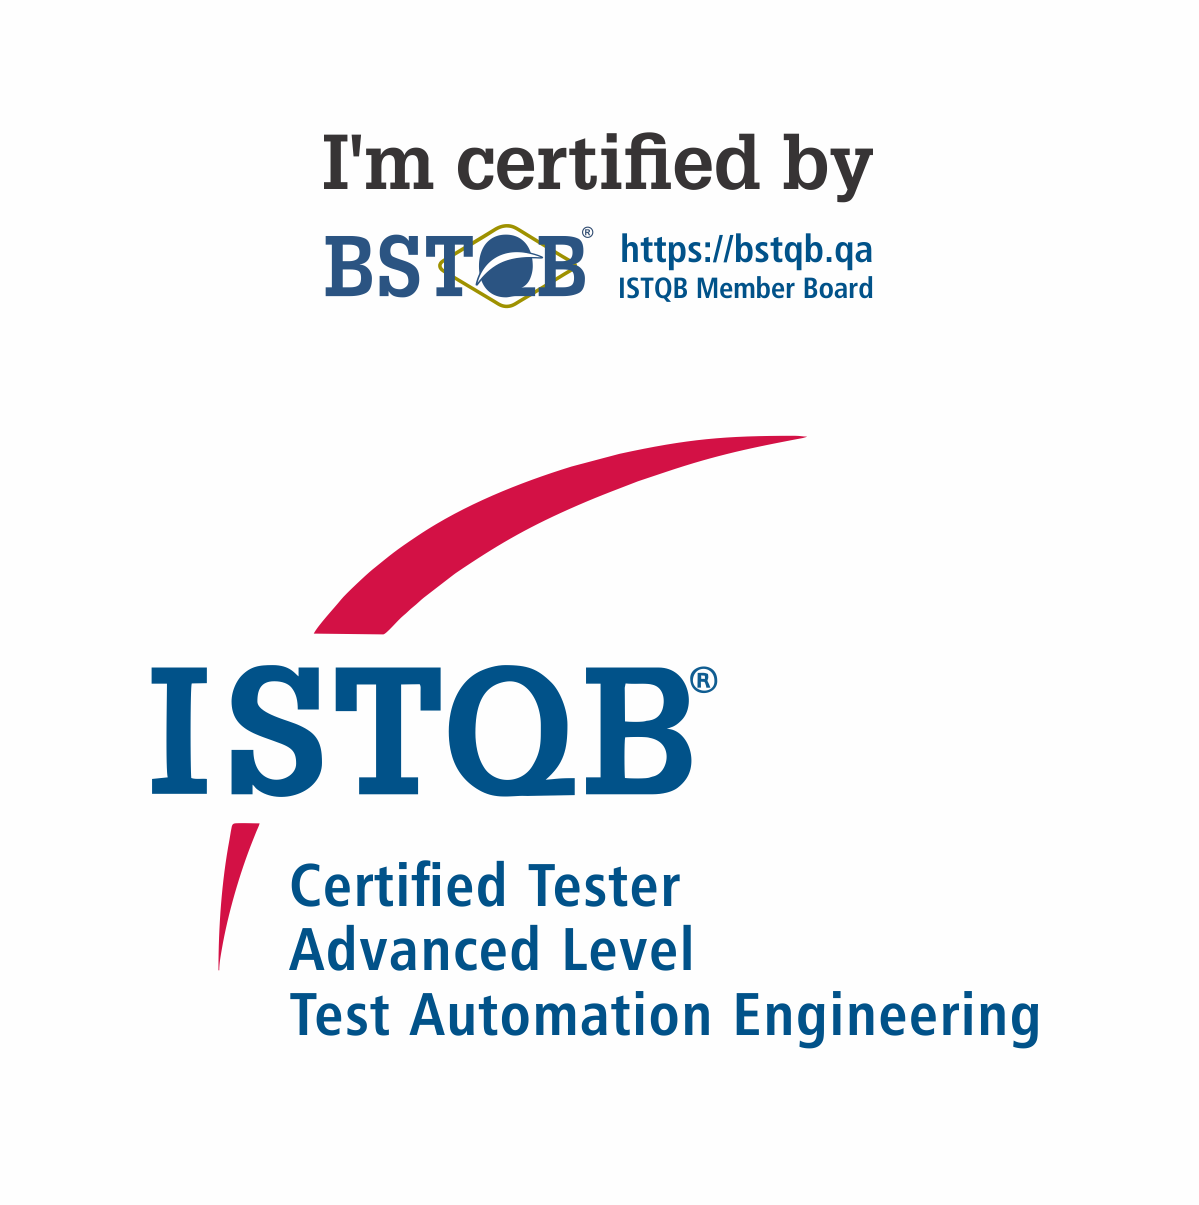 I'm certified by
BSTQB® https://bstqb.qa
ISTQB Member Board
ISTQB®
Certified Tester
Advanced Level
Test Automation Engineering